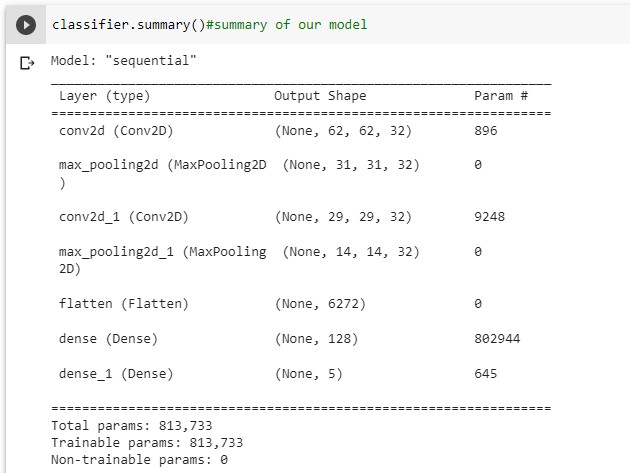 classifier.summary()#summary of our model
Model: "sequential"
_________________________________________________________________
Layer (type) Output Shape Param #
=================================================================
conv2d (Conv2D) (None, 62, 62, 32) 896
max_pooling2d (MaxPooling2D (None, 31, 31, 32) 0
)
conv2d_1 (Conv2D) (None, 29, 29, 32) 9248
max_pooling2d_1 (MaxPooling (None, 14, 14, 32) 0
2D)
flatten (Flatten) (None, 6272) 0
dense (Dense) (None, 128) 802944
dense_1 (Dense) (None, 5) 645
=================================================================
Total params: 813,733
Trainable params: 813,733
Non-trainable params: 0